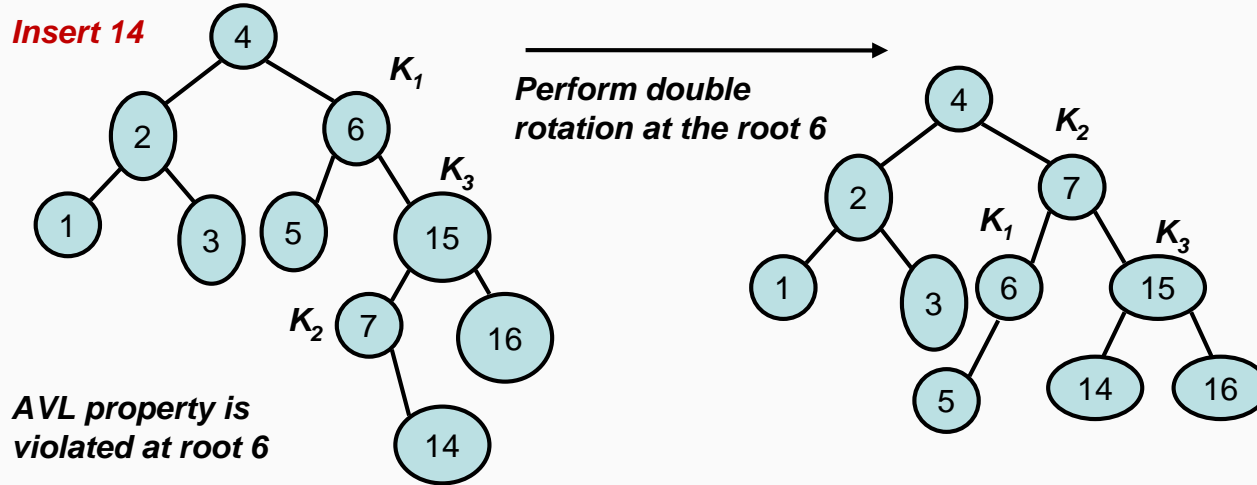 Insert 14
4
K1
2
6
K3
1
3
5
15
K2
7
16
14
AVL property is
violated at root 6
Perform double
rotation at the root 6
4
K2
2
7
K1
K3
1
3
6
15
5
14
16